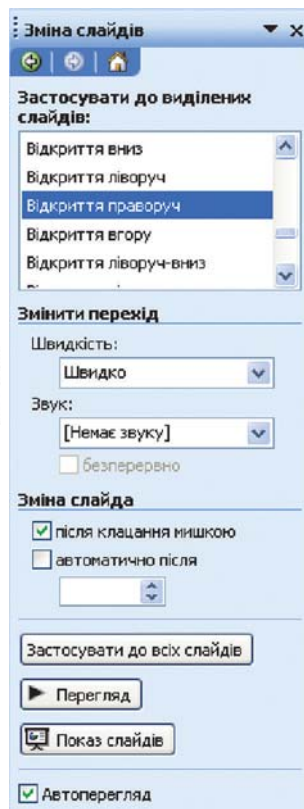 Зміна слайдів
Застосувати до виділених
слайдів:
Відкриття вниз
Відкриття ліворуч
Відкриття праворуч
Відкриття вгору
Відкриття ліворуч-вниз
Змінити перехід
Швидкість:
Швидко
Звук:
[Немає звуку]
безперервно
Зміна слайда
після клацання мишкою
автоматично після
Застосувати до всіх слайдів
Перегляд
Показ слайдів
Автоперегляд